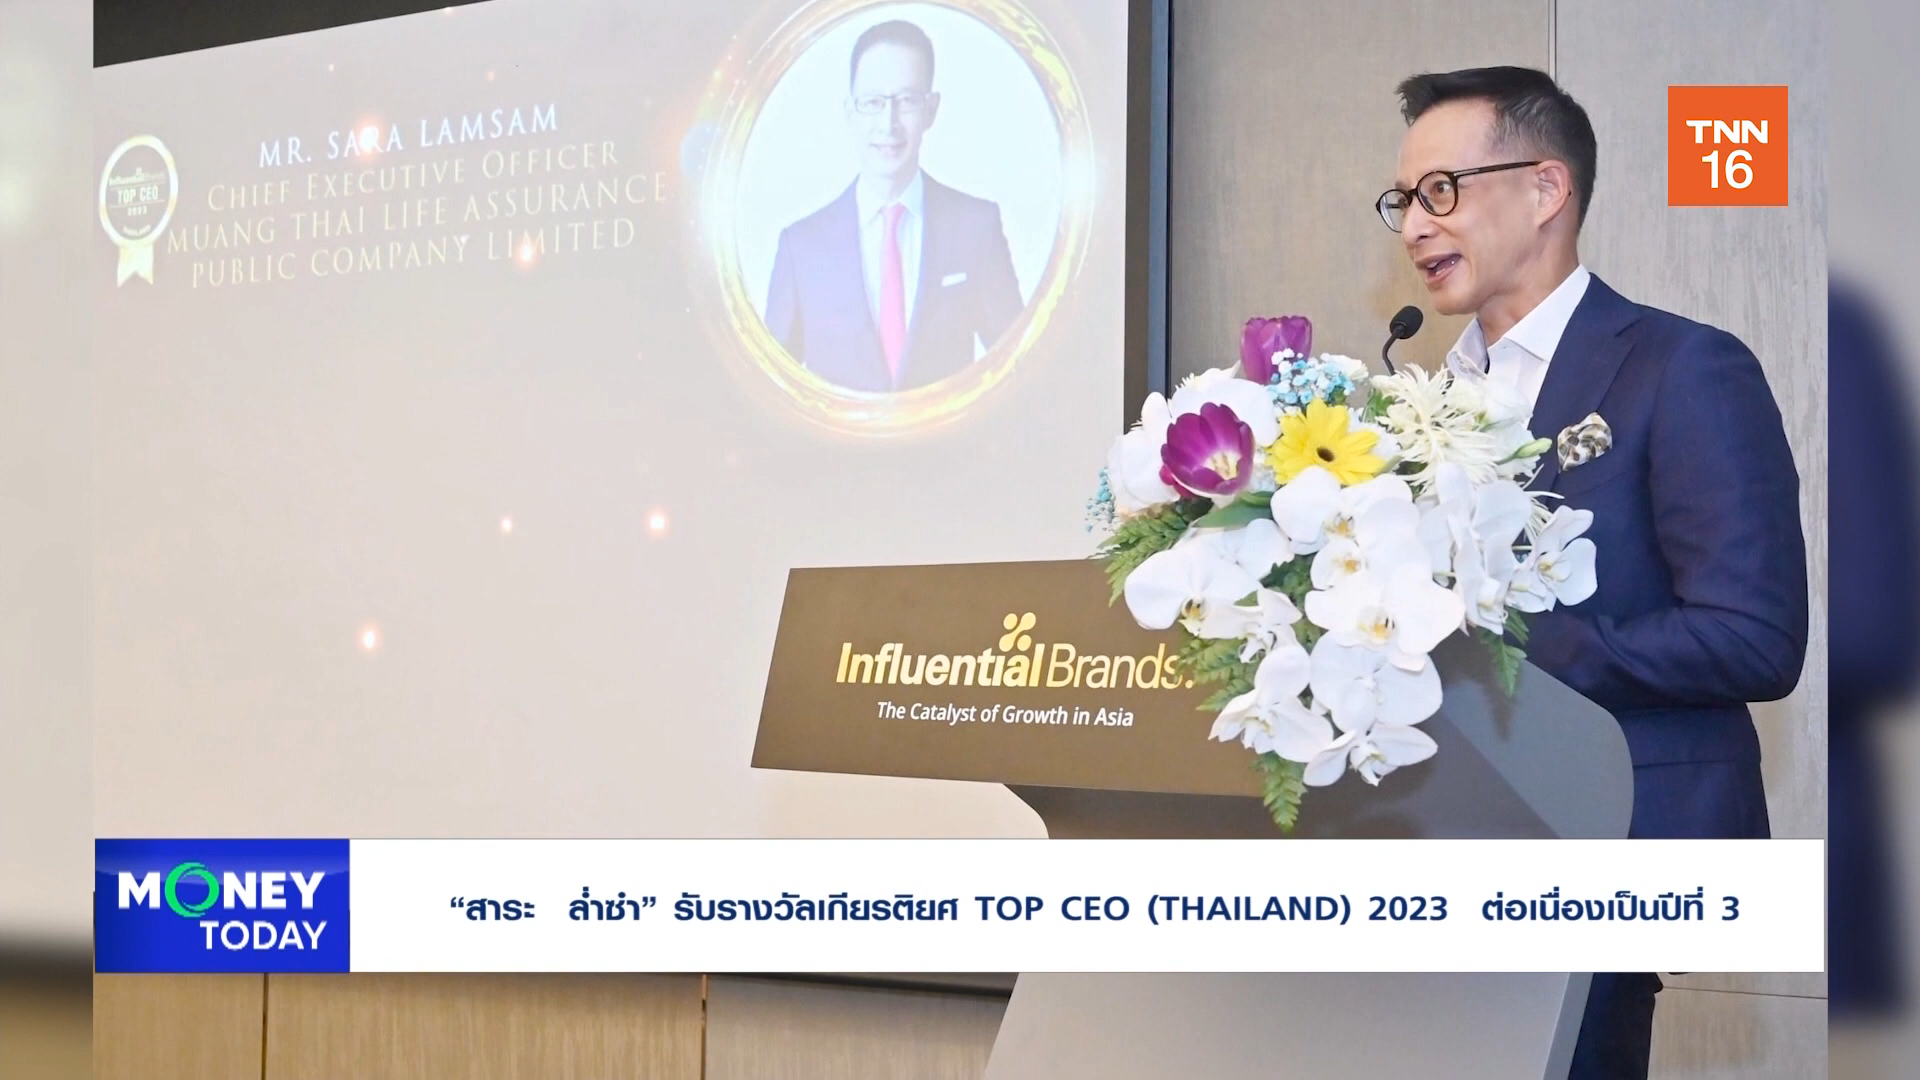 MR. SARA LAMSAM
CHIEF EXECUTIVE OFFICER
MUANG THAI LIFE ASSURANCE
PUBLIC COMPANY LIMITED
InfluentialBrands
TOP CEO
2023
TNN
16
InfluentialBrands.
The Catalyst of Growth in Asia
MONEY
TODAY
“สาระ ล่ำซำ” รับรางวัลเกียรติยศ TOP CEO (THAILAND) 2023 ต่อเนื่องเป็นปีที่ 3